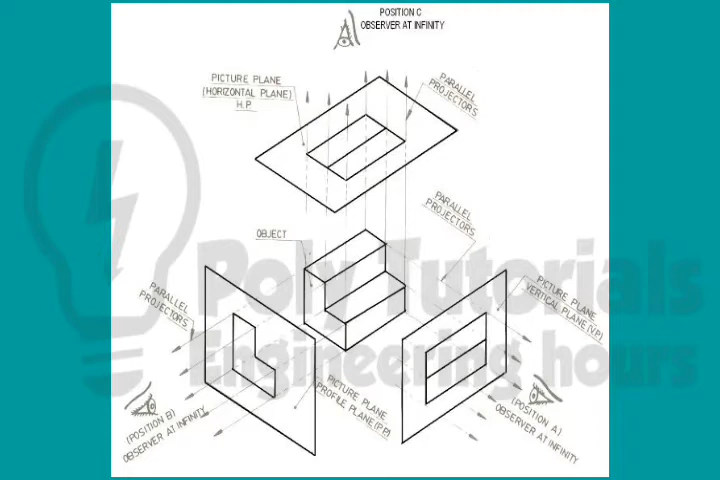 POSITION C
OBSERVER AT INFINITY
PICTURE PLANE
(HORIZONTAL PLANE)
H.P
PARALLEL
PROJECTORS
OBJECT
PARALLEL
PROJECTORS
PARALLEL
PROJECTORS
PICTURE PLANE
VERTICAL PLANE(V.P)
Poly Tutorials
Engineering hours
PICTURE PLANE
PROFILE PLANE(P.P)
(POSITION B)
OBSERVER AT INFINITY
(POSITION A)
OBSERVER AT INFINITY